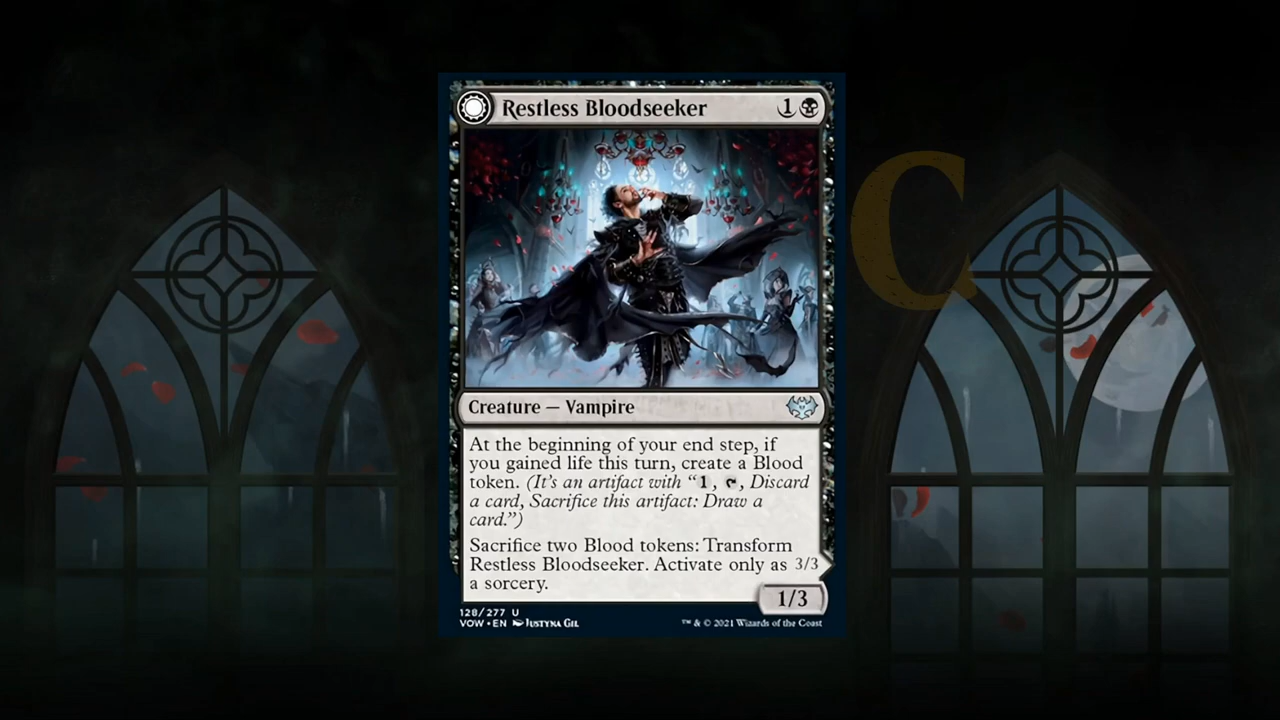 Restless Bloodseeker 1
C
Creature — Vampire
At the beginning of your end step, if
you gained life this turn, create a Blood
token. (It's an artifact with “1, , Discard
a card, Sacrifice this artifact: Draw a
card.”)
Sacrifice two Blood tokens: Transform
Restless Bloodseeker. Activate only as 3/3
a sorcery.
1/3
128/277 U
VOW • EN Justyna Gil ™ & © 2021 Wizards of the Coast